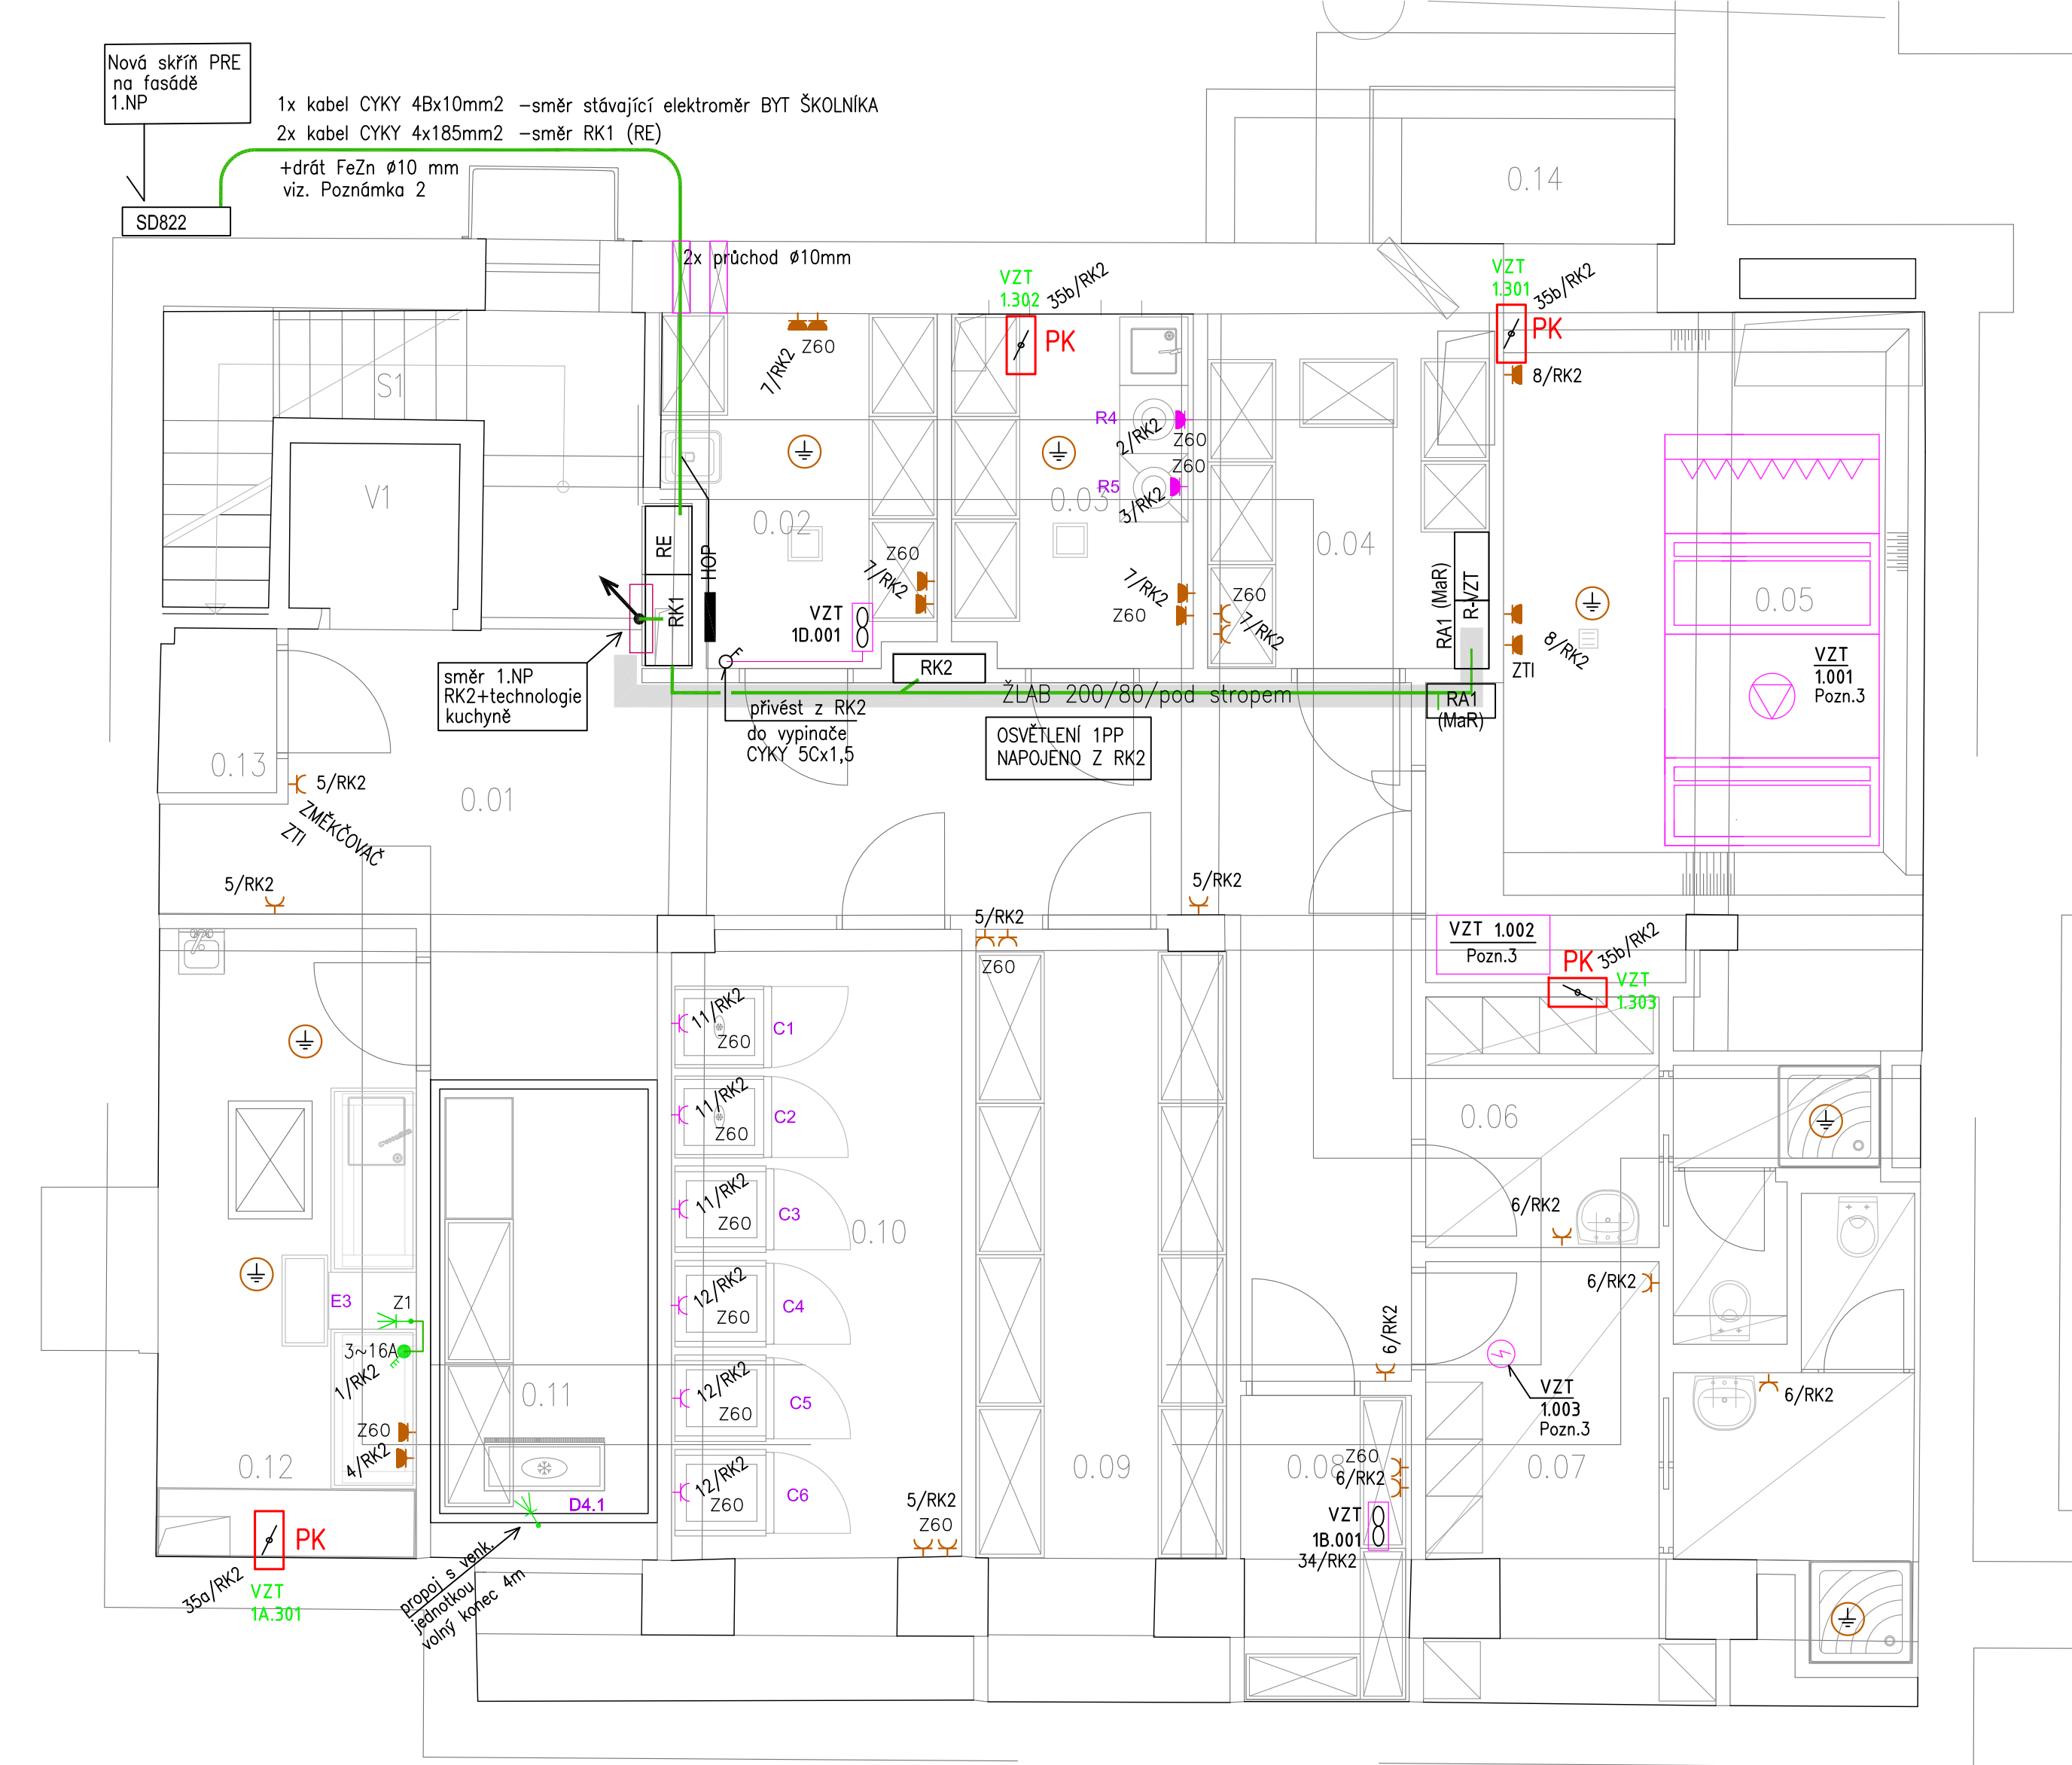 Nová skříň PRE
na fasádě
1.NP
1x kabel CYKY 4Bx10mm2 -směr stávající elektroměr BYT ŠKOLNÍKA
2x kabel CYKY 4x185mm2 -směr RK1 (RE)
+drát FeZn ø10 mm
viz. Poznámka 2
SD822
0.14
2x průchod ø10mm
VZT
1.302
35b/RK2
PK
VZT
1.301
35b/RK2
PK
8/RK2
Z60
7/RK2
S1
V1
R4
2/RK2
Z60
Z60
R5
3/RK2
0.02
0.03
0.04
0.05
RE
HOP
RK1
Z60
7/RK2
VZT
1D.001
7/RK2
Z60
Z60
7/RK2
RA1 (MaR)
R-VZT
8/RK2
ZTI
VZT
1.001
Pozn.3
směr 1.NP
RK2+technologie
kuchyně
RK2
ŽLAB 200/80/pod stropem
RA1
(MaR)
přivést z RK2
do vypinače
CYKY 5Cx1,5
OSVĚTLENÍ 1PP
NAPOJENO Z RK2
0.13
5/RK2
ZMĚKČOVAČ
ZTI
0.01
5/RK2
5/RK2
5/RK2
Z60
VZT 1.002
Pozn.3
PK
35b/RK2
VZT
1.303
11/RK2
Z60
C1
11/RK2
Z60
C2
11/RK2
Z60
C3
12/RK2
Z60
C4
12/RK2
Z60
C5
12/RK2
Z60
C6
0.10
0.06
6/RK2
6/RK2
6/RK2
E3
Z1
3~16A
1/RK2
Z60
4/RK2
0.12
0.11
D4.1
0.09
0.08
Z60
6/RK2
VZT
1B.001
34/RK2
0.07
VZT
1.003
Pozn.3
6/RK2
5/RK2
Z60
PK
35a/RK2
VZT
1A.301
propoj s venk.
jednotkou
volný konec 4m